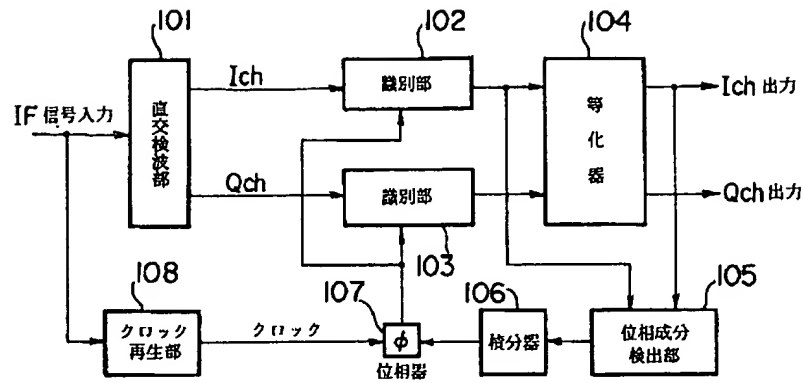 101
102
104
IF 信号入力
直交検波部
Ich
識別部
等化器
Ich 出力
Qch
識別部
Qch 出力
103
108
クロック
再生部
クロック
107
φ
位相器
106
積分器
105
位相成分
検出部